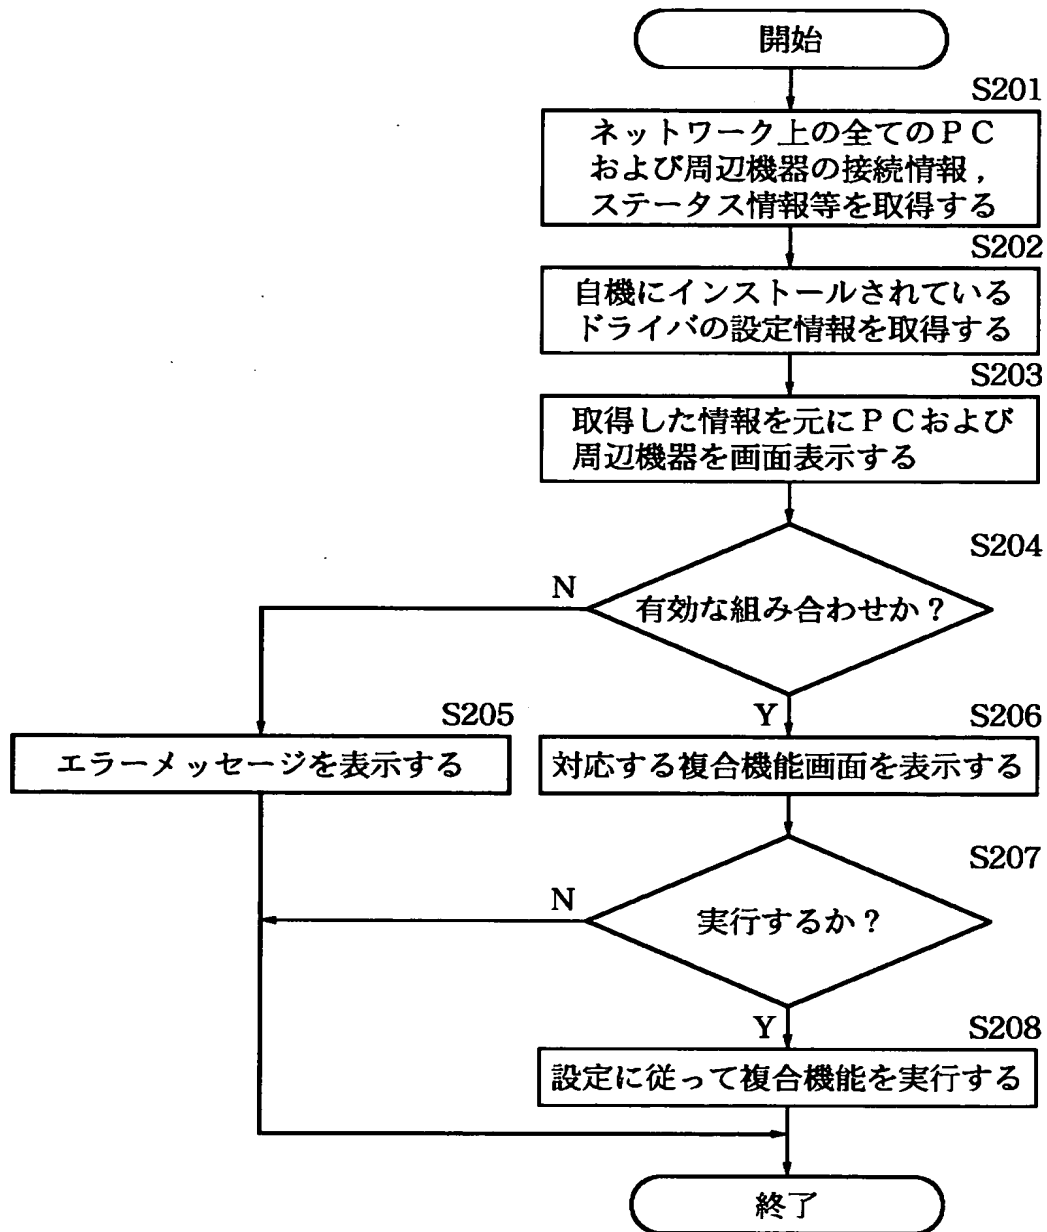 開始
S201
ネットワーク上の全てのPC
および周辺機器の接続情報,
ステータス情報等を取得する
S202
自機にインストールされている
ドライバの設定情報を取得する
S203
取得した情報を元にPCおよび
周辺機器を画面表示する
S204
N
有効な組み合わせか?
S205
Y
S206
エラーメッセージを表示する
対応する複合機能画面を表示する
S207
N
実行するか?
Y
S208
設定に従って複合機能を実行する
終了